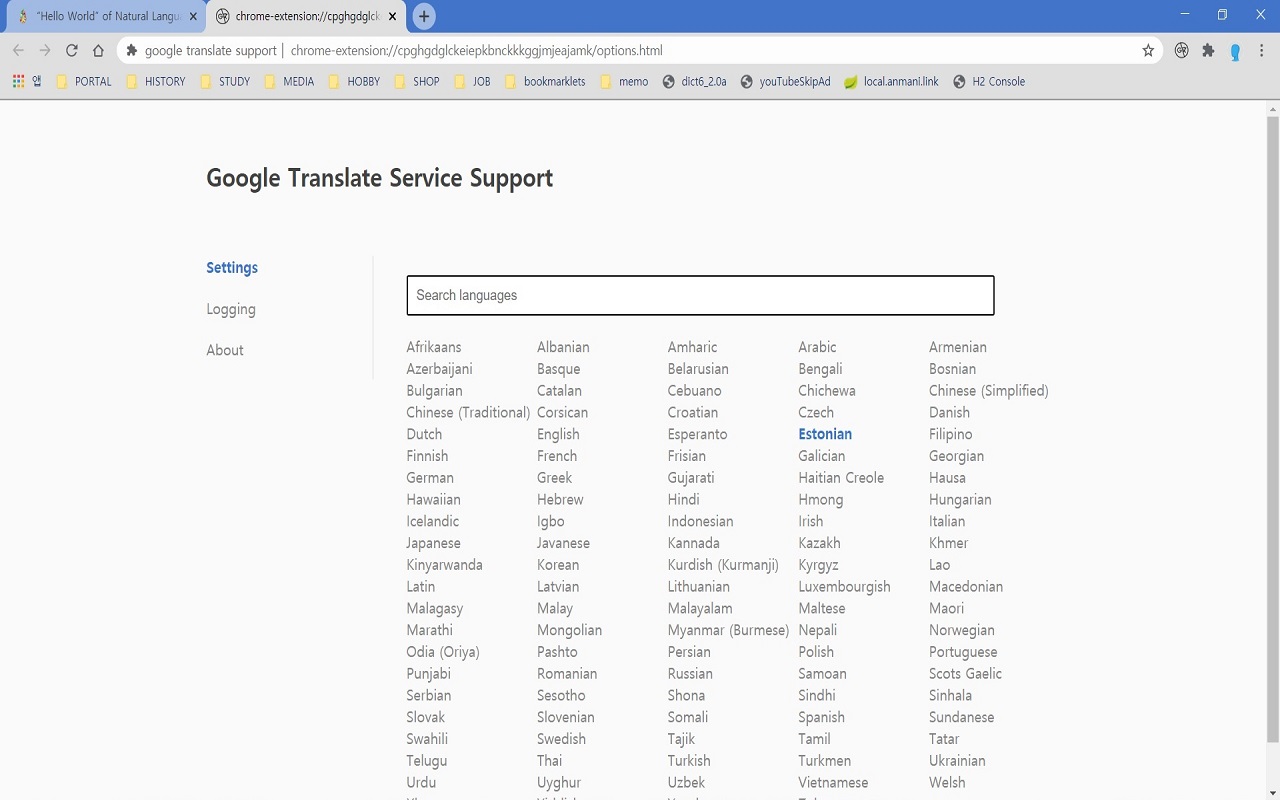 "Hello World" of Natural Langu
chrome-extension://cpghgdglck
google translate support | chrome-extension://cpghgdglckeiepkbnckkkggjmjeajamk/options.html
앱 PORTAL HISTORY STUDY MEDIA HOBBY SHOP JOB bookmarklets memo dict6_2.0a youTubeSkipAd local.anmani.link H2 Console
Google Translate Service Support
Settings
Logging
About
Search languages
Afrikaans Albanian Amharic Arabic Armenian
Azerbaijani Basque Belarusian Bengali Bosnian
Bulgarian Catalan Cebuano Chichewa Chinese (Simplified)
Chinese (Traditional) Corsican Croatian Czech Danish
Dutch English Esperanto Estonian Filipino
Finnish French Frisian Galician Georgian
German Greek Gujarati Haitian Creole Hausa
Hawaiian Hebrew Hindi Hmong Hungarian
Icelandic Igbo Indonesian Irish Italian
Japanese Javanese Kannada Kazakh Khmer
Kinyarwanda Korean Kurdish (Kurmanji) Kyrgyz Lao
Latin Latvian Lithuanian Luxembourgish Macedonian
Malagasy Malay Malayalam Maltese Maori
Marathi Mongolian Myanmar (Burmese) Nepali Norwegian
Odia (Oriya) Pashto Persian Polish Portuguese
Punjabi Romanian Russian Samoan Scots Gaelic
Serbian Sesotho Shona Sindhi Sinhala
Slovak Slovenian Somali Spanish Sundanese
Swahili Swedish Tajik Tamil Tatar
Telugu Thai Turkish Turkmen Ukrainian
Urdu Uyghur Uzbek Vietnamese Welsh